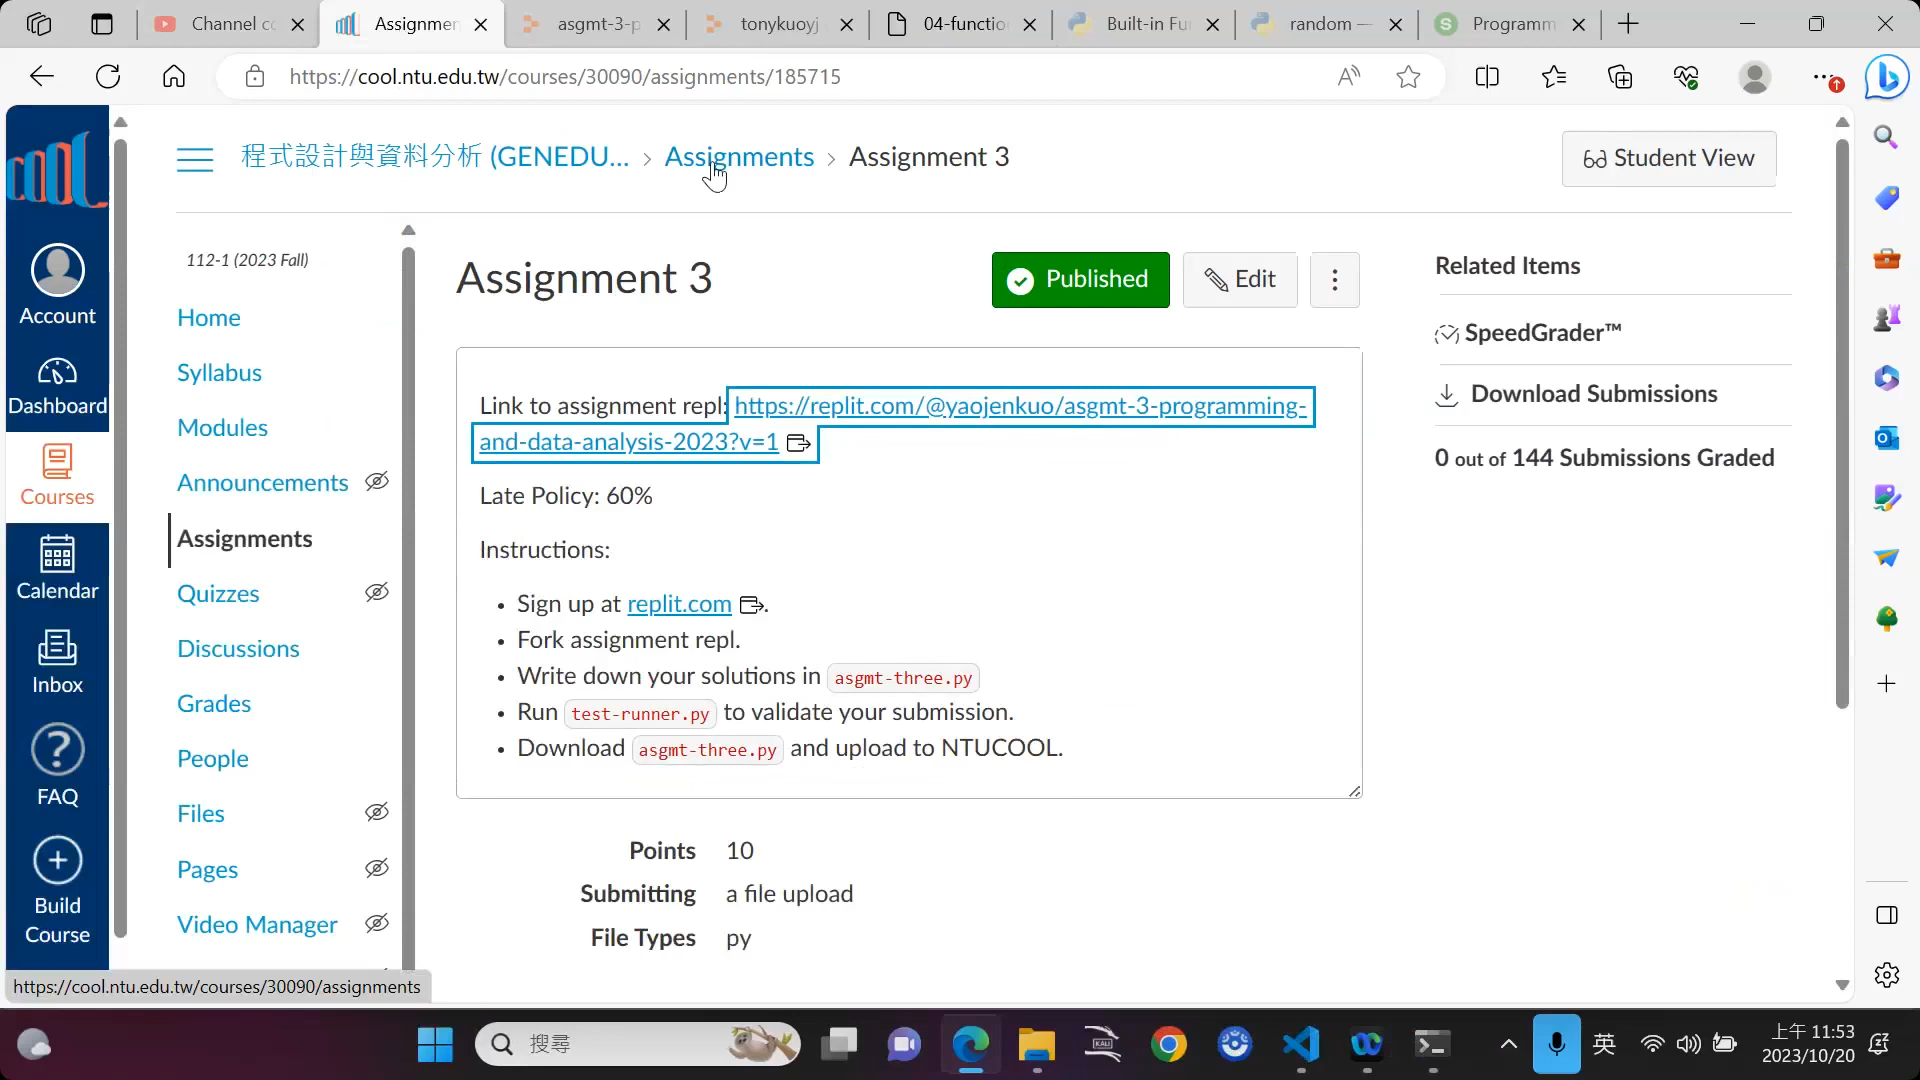 Channel co
Assignmen
asgmt-3-p
tonykuoyj
04-functio
Built-in Fu
random —
Programm
https://cool.ntu.edu.tw/courses/30090/assignments/185715
程式設計與資料分析 (GENEDU... › Assignments › Assignment 3
Student View
COOL
Account
Dashboard
Courses
Calendar
Inbox
FAQ
Build
Course
112-1 (2023 Fall)
Home
Syllabus
Modules
Announcements
Assignments
Quizzes
Discussions
Grades
People
Files
Pages
Video Manager
Assignment 3
Published
Edit
Link to assignment repl: https://replit.com/@yaojenkuo/asgmt-3-programming-
and-data-analysis-2023?v=1
Late Policy: 60%
Instructions:
• Sign up at replit.com.
• Fork assignment repl.
• Write down your solutions in asgmt-three.py
• Run test-runner.py to validate your submission.
• Download asgmt-three.py and upload to NTUCOOL.
Points 10
Submitting a file upload
File Types py
Related Items
SpeedGrader™
Download Submissions
0 out of 144 Submissions Graded
https://cool.ntu.edu.tw/courses/30090/assignments
搜尋
KALI
英
上午 11:53
2023/10/20